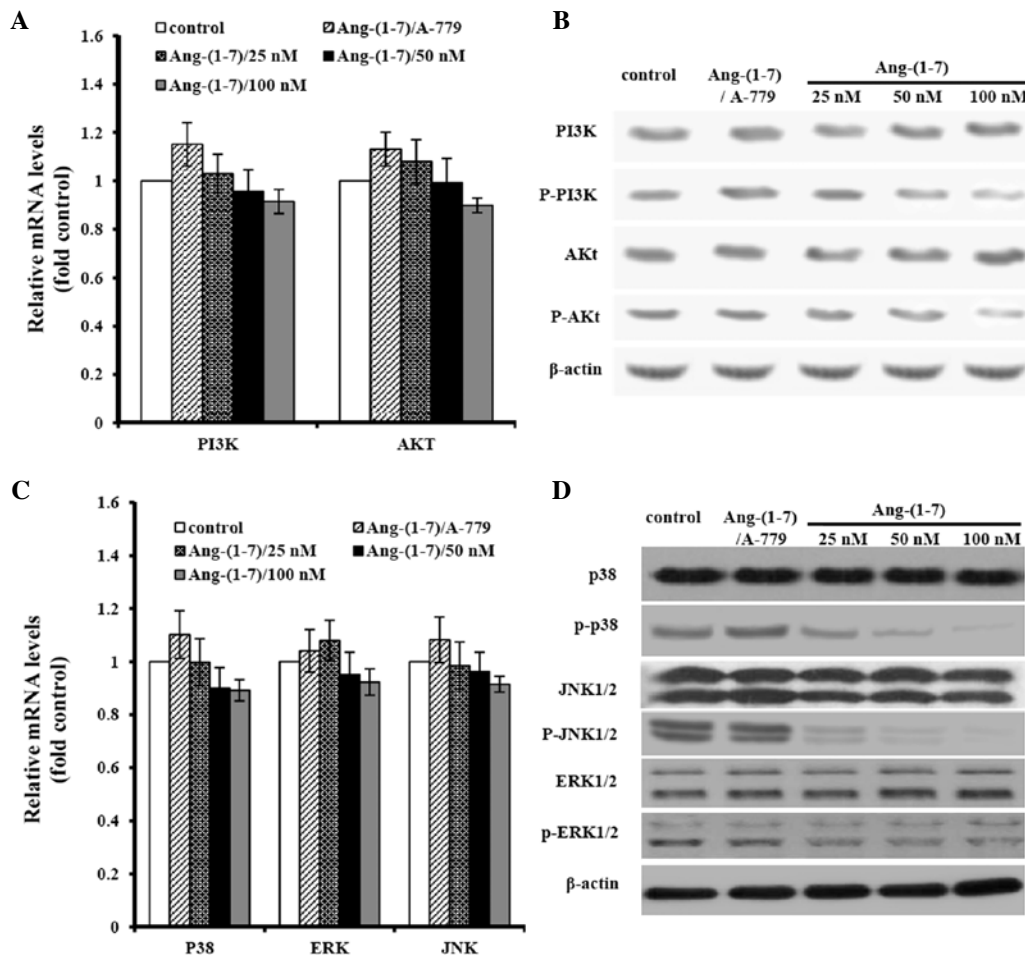 A
1.6
1.4
1.2
1
0.8
0.6
0.4
0.2
0
Relative mRNA levels
(fold control)
control
Ang-(1-7)/A-779
Ang-(1-7)/25 nM
Ang-(1-7)/50 nM
Ang-(1-7)/100 nM
PI3K
AKT
B
control
Ang-(1-7)
/ A-779
Ang-(1-7)
25 nM
50 nM
100 nM
PI3K
P-PI3K
AKt
P-AKt
β-actin
C
1.6
1.4
1.2
1
0.8
0.6
0.4
0.2
0
Relative mRNA levels
(fold control)
control
Ang-(1-7)/A-779
Ang-(1-7)/25 nM
Ang-(1-7)/50 nM
Ang-(1-7)/100 nM
P38
ERK
JNK
D
control
Ang-(1-7)
/A-779
Ang-(1-7)
25 nM
50 nM
100 nM
p38
p-p38
JNK1/2
P-JNK1/2
ERK1/2
p-ERK1/2
β-actin